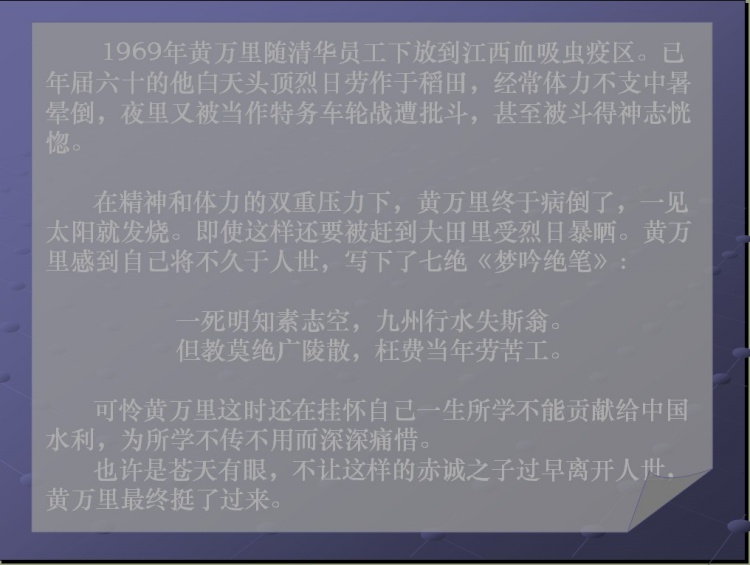 1969年黄万里随清华员工下放到江西血吸虫疫区。已
年届六十的他白天头顶烈日劳作于稻田，经常体力不支中暑
晕倒，夜里又被当作特务车轮战遭批斗，甚至被斗得神志恍
惚。
在精神和体力的双重压力下，黄万里终于病倒了，一见
太阳就发烧。即使这样还要被赶到大田里受烈日暴晒。黄万
里感到自己将不久于人世，写下了七绝《梦吟绝笔》:
一死明知素志空，九州行水失斯翁。
但教莫绝广陵散，枉费当年劳苦工。
可怜黄万里这时还在挂怀自己一生所学不能贡献给中国
水利，为所学不传不用而深深痛惜。
也许是苍天有眼，不让这样的赤诚之子过早离开人世，
黄万里最终挺了过来。